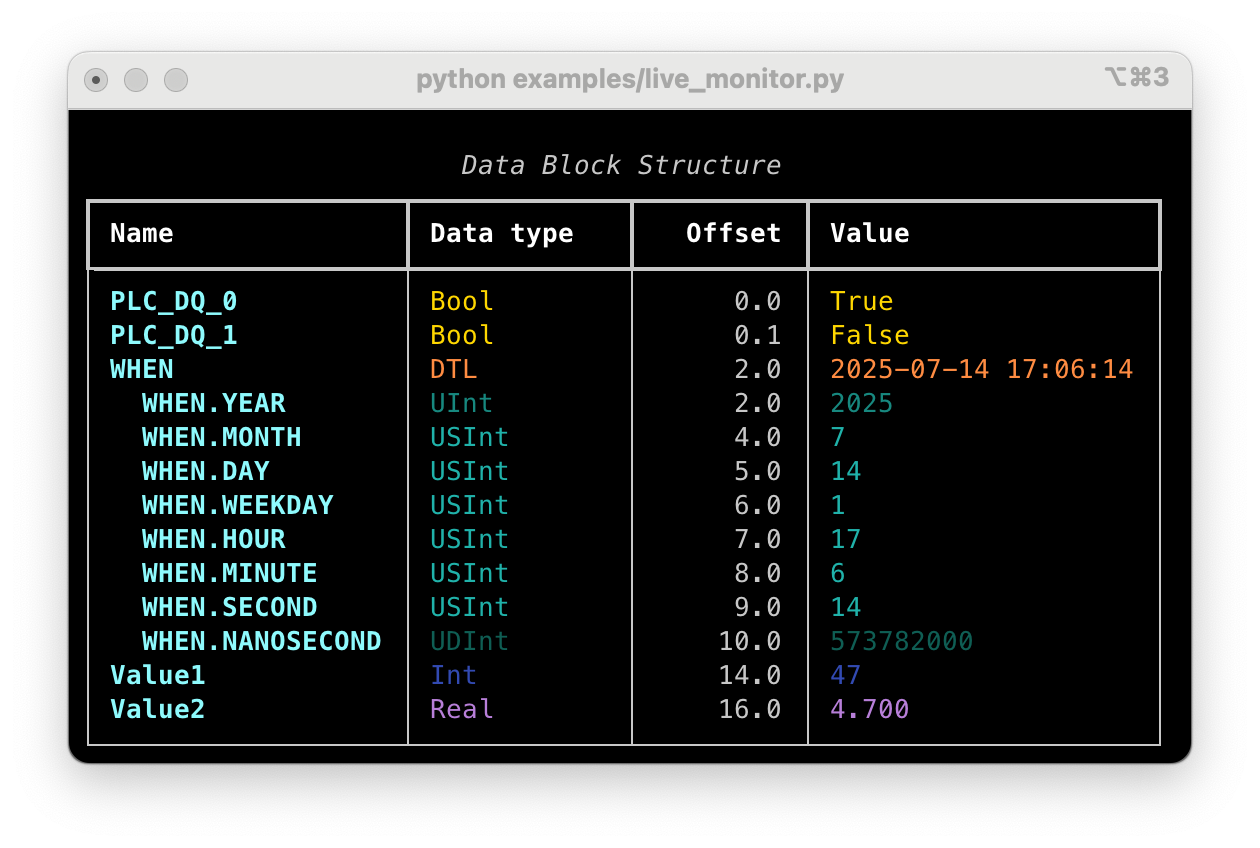 python examples/live_monitor.py ⌥⌘3
Data Block Structure
Name Data type Offset Value
PLC_DQ_0 Bool 0.0 True
PLC_DQ_1 Bool 0.1 False
WHEN DTL 2.0 2025-07-14 17:06:14
WHEN.YEAR UInt 2.0 2025
WHEN.MONTH USInt 4.0 7
WHEN.DAY USInt 5.0 14
WHEN.WEEKDAY USInt 6.0 1
WHEN.HOUR USInt 7.0 17
WHEN.MINUTE USInt 8.0 6
WHEN.SECOND USInt 9.0 14
WHEN.NANOSECOND UDInt 10.0 573782000
Value1 Int 14.0 47
Value2 Real 16.0 4.700